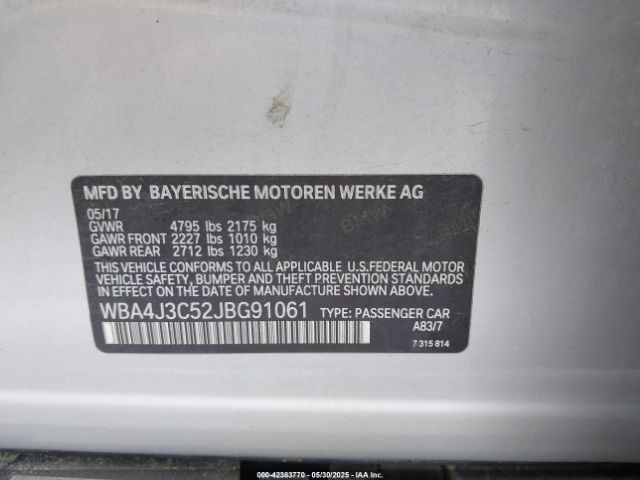 MFD BY BAYERISCHE MOTOREN WERKE AG
05/17
GVWR 4795 lbs 2175 kg
GAWR FRONT 2227 lbs 1010 kg
GAWR REAR 2712 lbs 1230 kg
THIS VEHICLE CONFORMS TO ALL APPLICABLE U.S.FEDERAL MOTOR
VEHICLE SAFETY, BUMPER AND THEFT PREVENTION STANDARDS
IN EFFECT ON THE DATE OF MANUFACTURE SHOWN ABOVE.
WBA4J3C52JBG91061 TYPE: PASSENGER CAR
A83/7
7 315 814
000-42383770 - 05/30/2025 - IAA Inc.